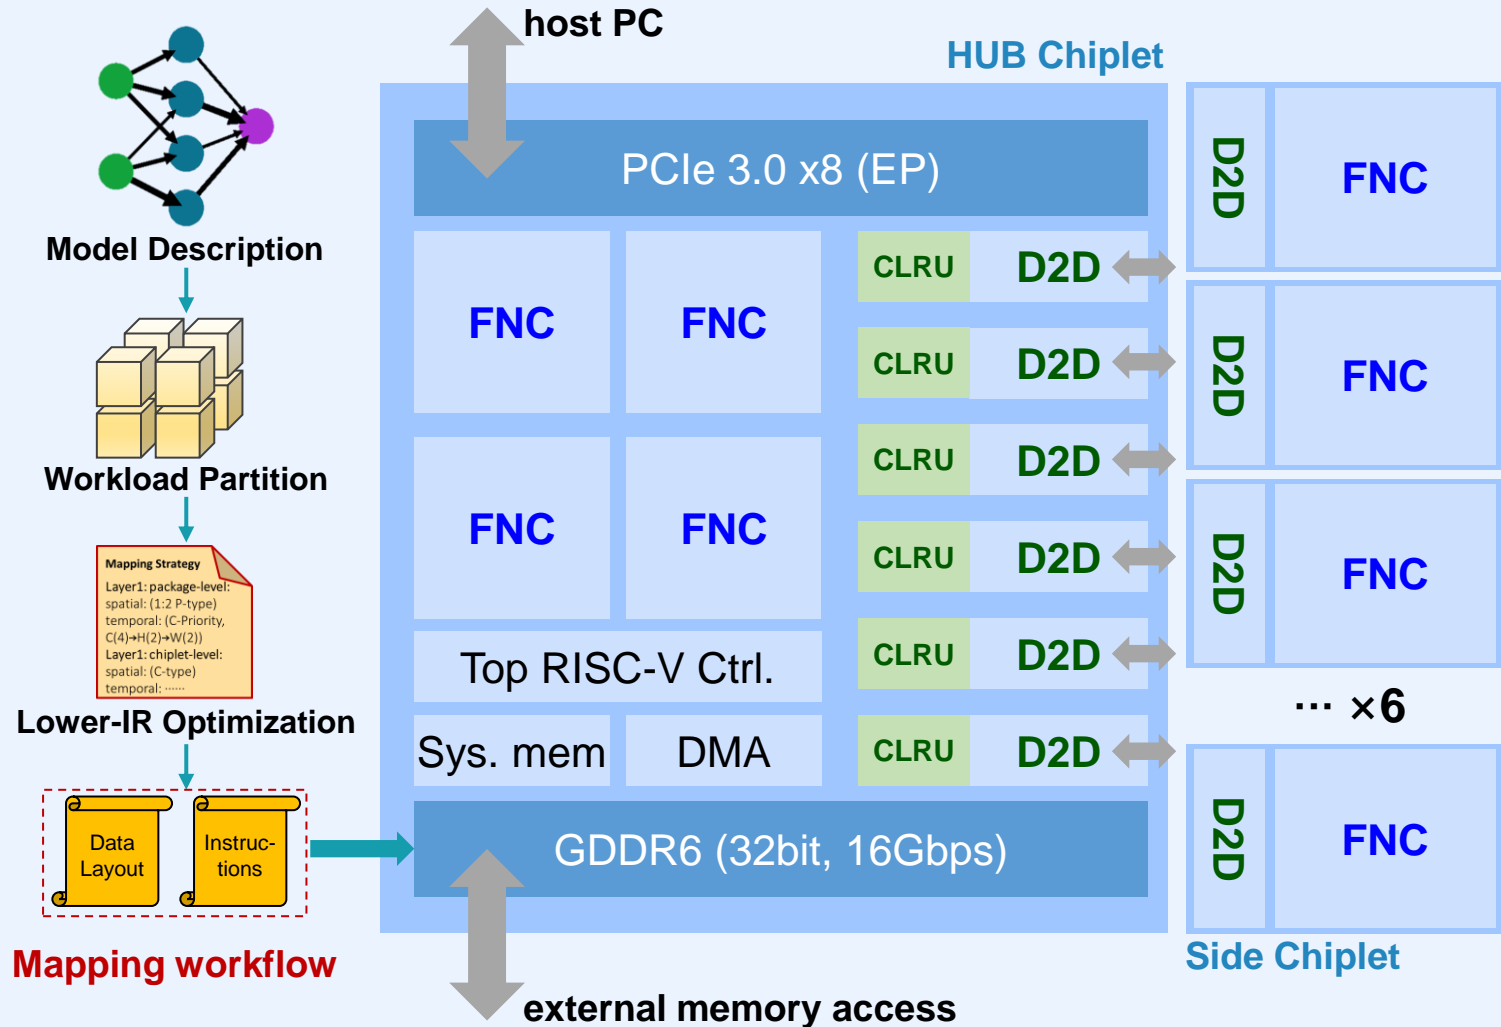 host PC
HUB Chiplet
Model Description
Workload Partition
Mapping Strategy
Layer1: package-level:
spatial: (1:2 P-type)
temporal: (C-Priority,
C(4)→H(2)→W(2))
Layer1: chiplet-level:
spatial: (C-type)
temporal: ······
Lower-IR Optimization
Data
Layout
Instruc-
tions
Mapping workflow
PCIe 3.0 x8 (EP)
FNC
FNC
FNC
FNC
Top RISC-V Ctrl.
Sys. mem
DMA
CLRU
D2D
CLRU
D2D
CLRU
D2D
CLRU
D2D
CLRU
D2D
CLRU
D2D
GDDR6 (32bit, 16Gbps)
external memory access
D2D
FNC
D2D
FNC
D2D
FNC
··· ×6
D2D
FNC
Side Chiplet